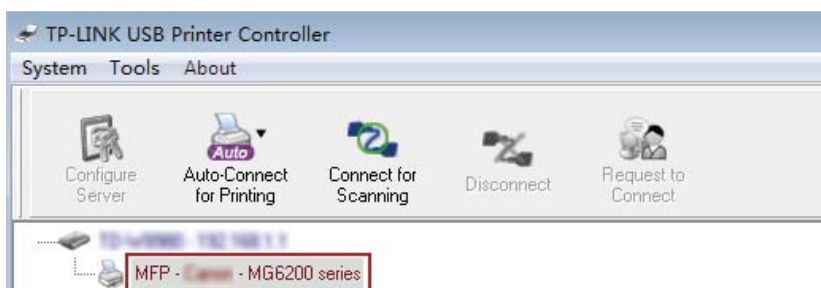 TP-LINK USB Printer Controller
System Tools About
Auto
Configure Server
Auto-Connect for Printing
Connect for Scanning
Disconnect
Request to Connect
MFP - - MG6200 series